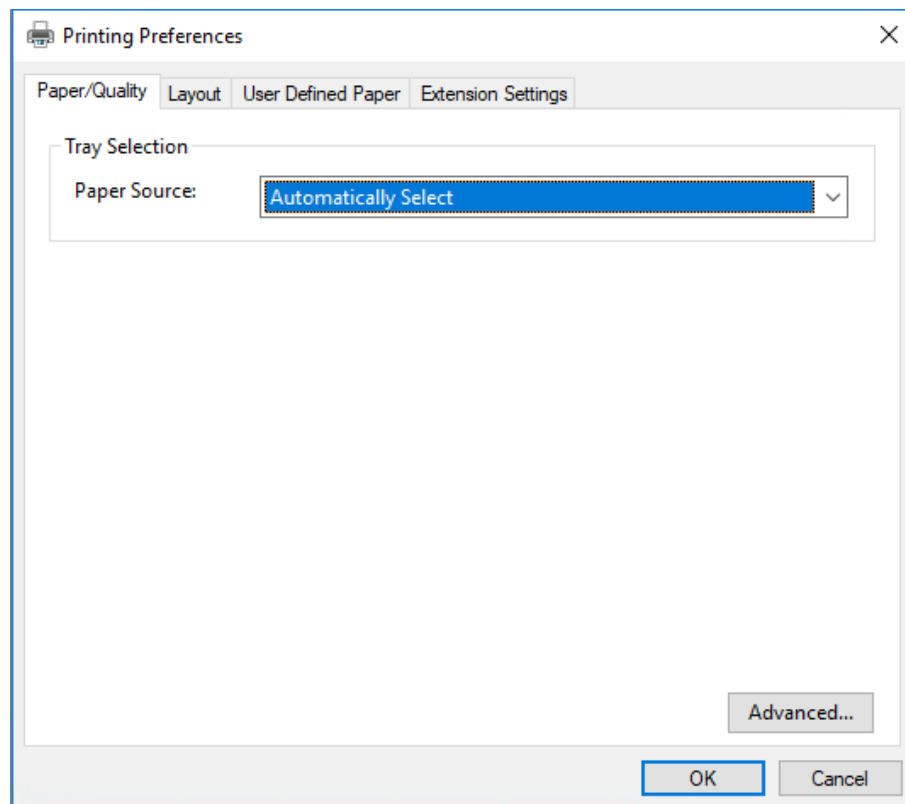 Printing Preferences
Paper/Quality Layout User Defined Paper Extension Settings
Tray Selection
Paper Source: Automatically Select
Advanced...
OK Cancel